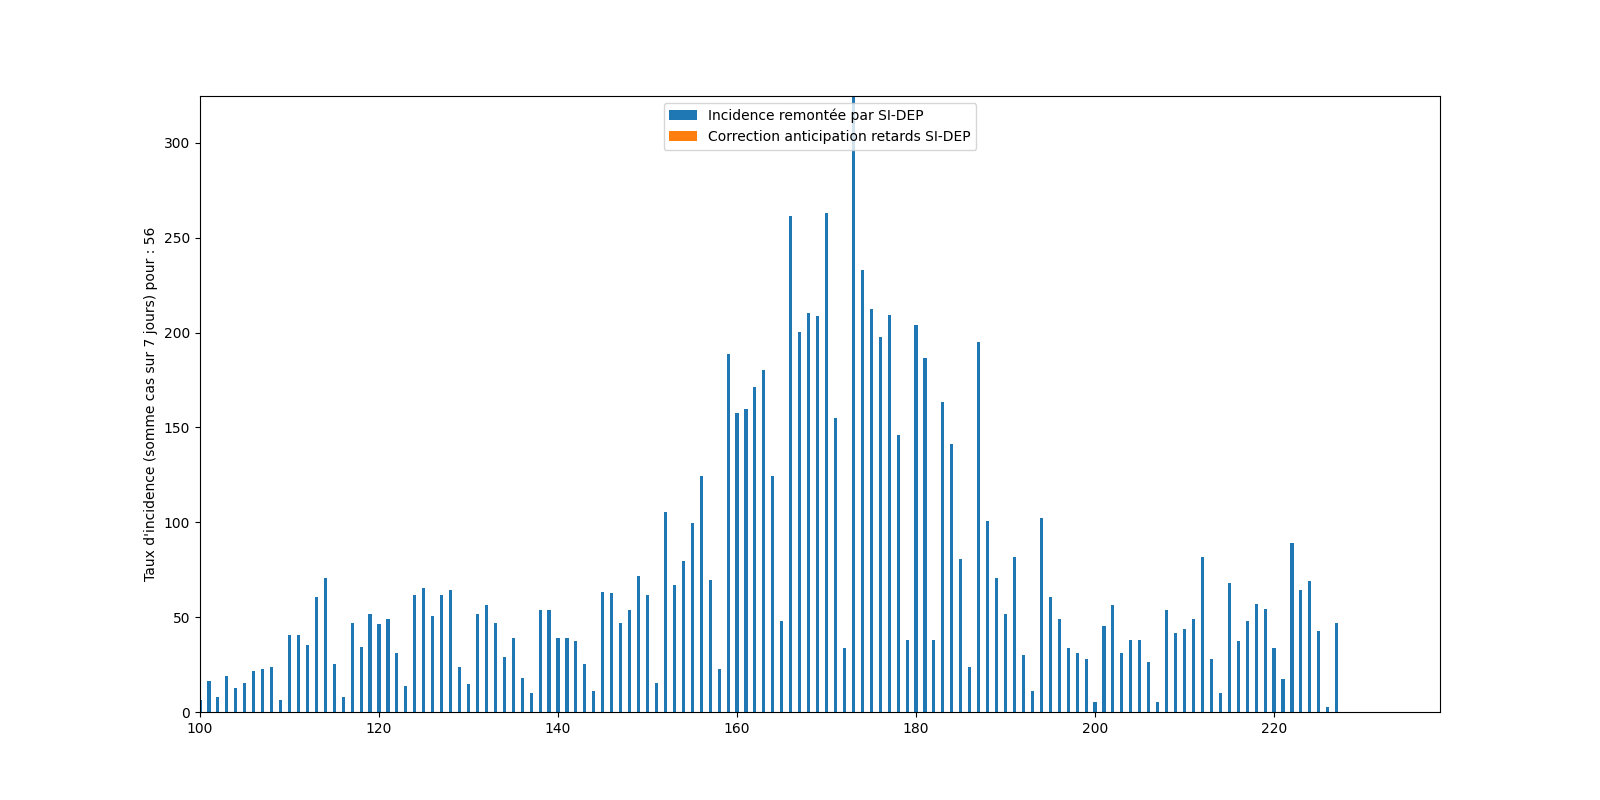 Incidence remontée par SI-DEP
Correction anticipation retards SI-DEP
Taux d'incidence (somme cas sur 7 jours) pour : 56
300
250
200
150
100
50
0
100 120 140 160 180 200 220